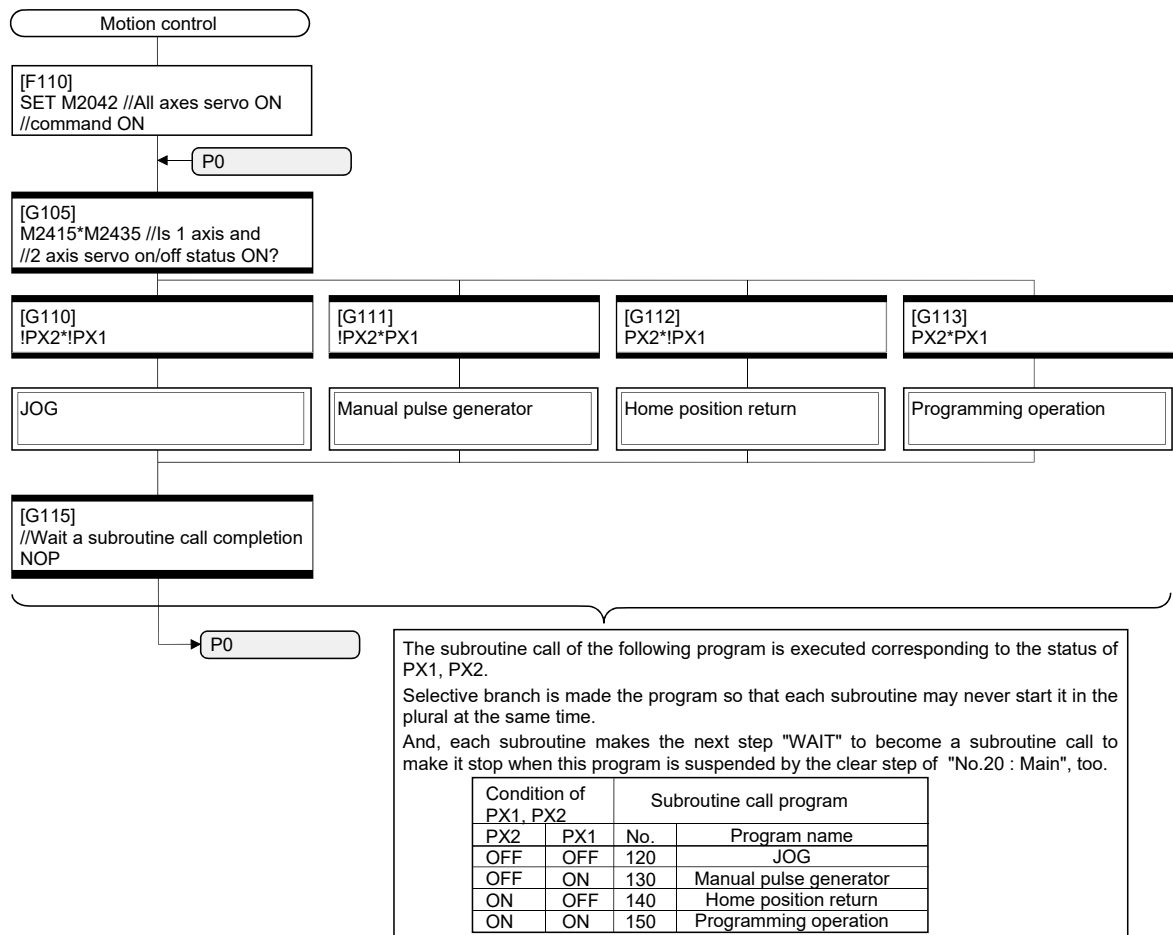 Motion control
[F110]
SET M2042 //All axes servo ON
//command ON
P0
[G105]
M2415*M2435 //Is 1 axis and
//2 axis servo on/off status ON?
[G110]
!PX2*!PX1
[G111]
!PX2*PX1
[G112]
PX2*!PX1
[G113]
PX2*PX1
JOG
Manual pulse generator
Home position return
Programming operation
[G115]
//Wait a subroutine call completion
NOP
P0
The subroutine call of the following program is executed corresponding to the status of
PX1, PX2.
Selective branch is made the program so that each subroutine may never start it in the
plural at the same time.
And, each subroutine makes the next step "WAIT" to become a subroutine call to
make it stop when this program is suspended by the clear step of "No.20 : Main", too.
Condition of
PX1, PX2
Subroutine call program
PX2 PX1 No. Program name
OFF OFF 120 JOG
OFF ON 130 Manual pulse generator
ON OFF 140 Home position return
ON ON 150 Programming operation